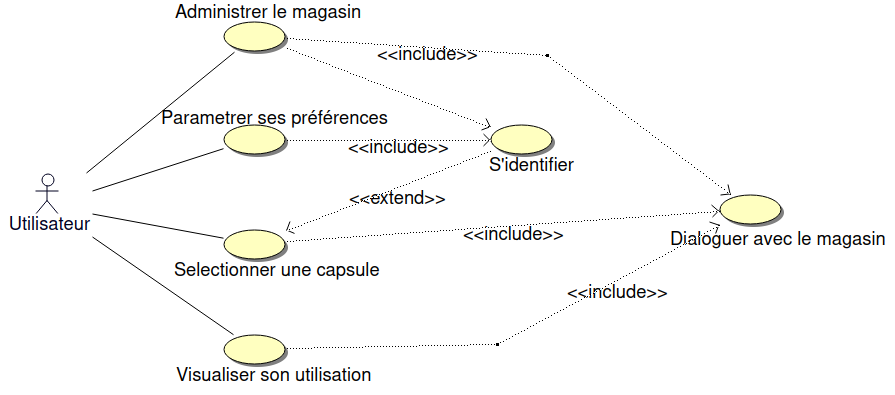 Administrer le magasin
<<include>>
Parametrer ses préférences
<<include>>
S'identifier
<<extend>>
Utilisateur
<<include>>
Dialoguer avec le magasin
Selectionner une capsule
<<include>>
Visualiser son utilisation